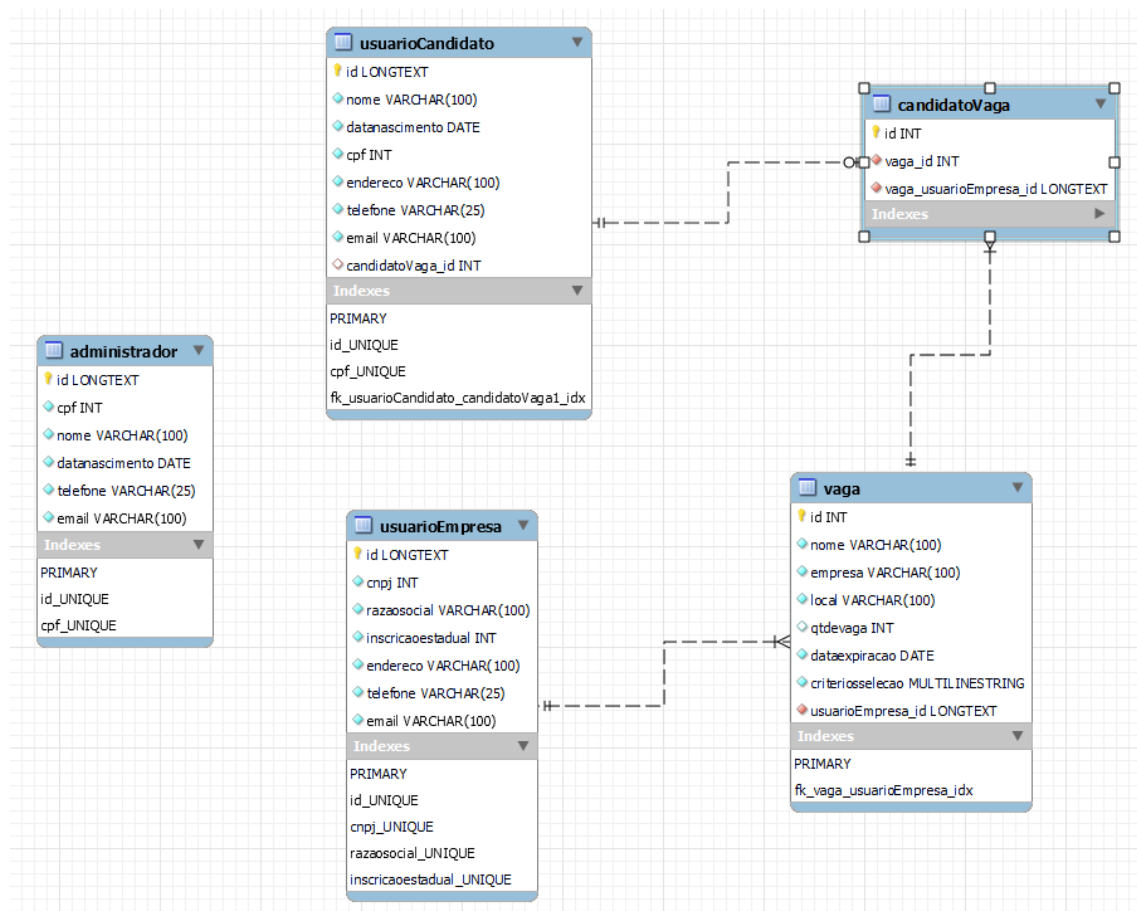 usuarioCandidato
id LONGTEXT
nome VARCHAR(100)
datanascimento DATE
cpf INT
endereco VARCHAR(100)
telefone VARCHAR(25)
email VARCHAR(100)
candidatoVaga_id INT
Indexes
PRIMARY
id_UNIQUE
cpf_UNIQUE
fk_usuarioCandidato_candidatoVaga1_idx
candidatoVaga
id INT
vaga_id INT
vaga_usuarioEmpresa_id LONGTEXT
Indexes
administrador
id LONGTEXT
cpf INT
nome VARCHAR(100)
datanascimento DATE
telefone VARCHAR(25)
email VARCHAR(100)
Indexes
PRIMARY
id_UNIQUE
cpf_UNIQUE
usuarioEmpresa
id LONGTEXT
cnpj INT
razaosocial VARCHAR(100)
inscricaoestadual INT
endereco VARCHAR(100)
telefone VARCHAR(25)
email VARCHAR(100)
Indexes
PRIMARY
id_UNIQUE
cnpj_UNIQUE
razaosocial_UNIQUE
inscricaoestadual_UNIQUE
vaga
id INT
nome VARCHAR(100)
empresa VARCHAR(100)
local VARCHAR(100)
qtdevaga INT
dataexpiracao DATE
criteriosselecao MULTILINESTRING
usuarioEmpresa_id LONGTEXT
Indexes
PRIMARY
fk_vaga_usuarioEmpresa_idx